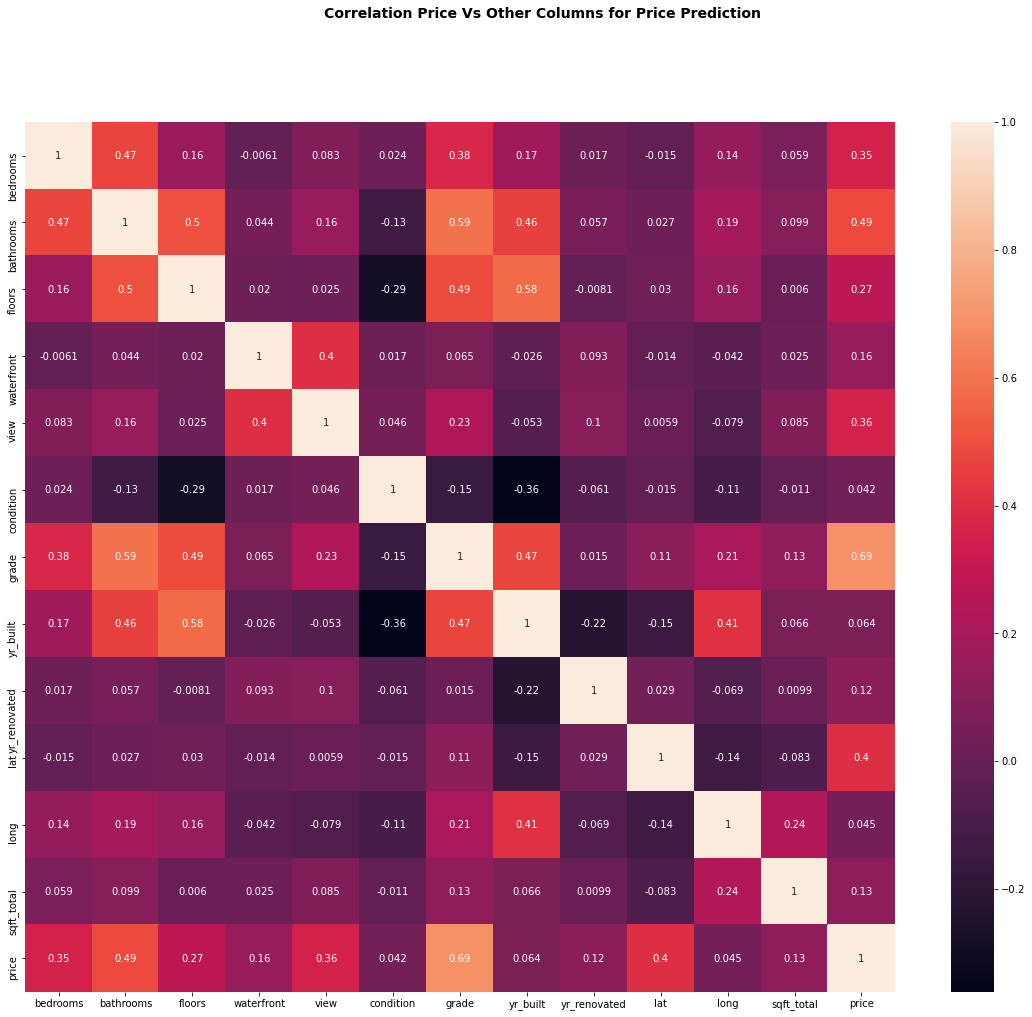 Correlation Price Vs Other Columns for Price Prediction
bedrooms 1 0.47 0.16 -0.0061 0.083 0.024 0.38 0.17 0.017 -0.015 0.14 0.059 0.35
bathrooms 0.47 1 0.5 0.044 0.16 -0.13 0.59 0.46 0.057 0.027 0.19 0.099 0.49
floors 0.16 0.5 1 0.02 0.025 -0.29 0.49 0.58 -0.0081 0.03 0.16 0.006 0.27
waterfront -0.0061 0.044 0.02 1 0.4 0.017 0.065 -0.026 0.093 -0.014 -0.042 0.025 0.16
view 0.083 0.16 0.025 0.4 1 0.046 0.23 -0.053 0.1 0.0059 -0.079 0.085 0.36
condition 0.024 -0.13 -0.29 0.017 0.046 1 -0.15 -0.36 -0.061 -0.015 -0.11 -0.011 0.042
grade 0.38 0.59 0.49 0.065 0.23 -0.15 1 0.47 0.015 0.11 0.21 0.13 0.69
yr_built 0.17 0.46 0.58 -0.026 -0.053 -0.36 0.47 1 -0.22 -0.15 0.41 0.066 0.064
yr_renovated 0.017 0.057 -0.0081 0.093 0.1 -0.061 0.015 -0.22 1 0.029 -0.069 0.0099 0.12
lat -0.015 0.027 0.03 -0.014 0.0059 -0.015 0.11 -0.15 0.029 1 -0.14 -0.083 0.4
long 0.14 0.19 0.16 -0.042 -0.079 -0.11 0.21 0.41 -0.069 -0.14 1 0.24 0.045
sqft_total 0.059 0.099 0.006 0.025 0.085 -0.011 0.13 0.066 0.0099 -0.083 0.24 1 0.13
price 0.35 0.49 0.27 0.16 0.36 0.042 0.69 0.064 0.12 0.4 0.045 0.13 1
bedrooms bathrooms floors waterfront view condition grade yr_built yr_renovated lat long sqft_total price
1.0
0.8
0.6
0.4
0.2
0.0
−0.2